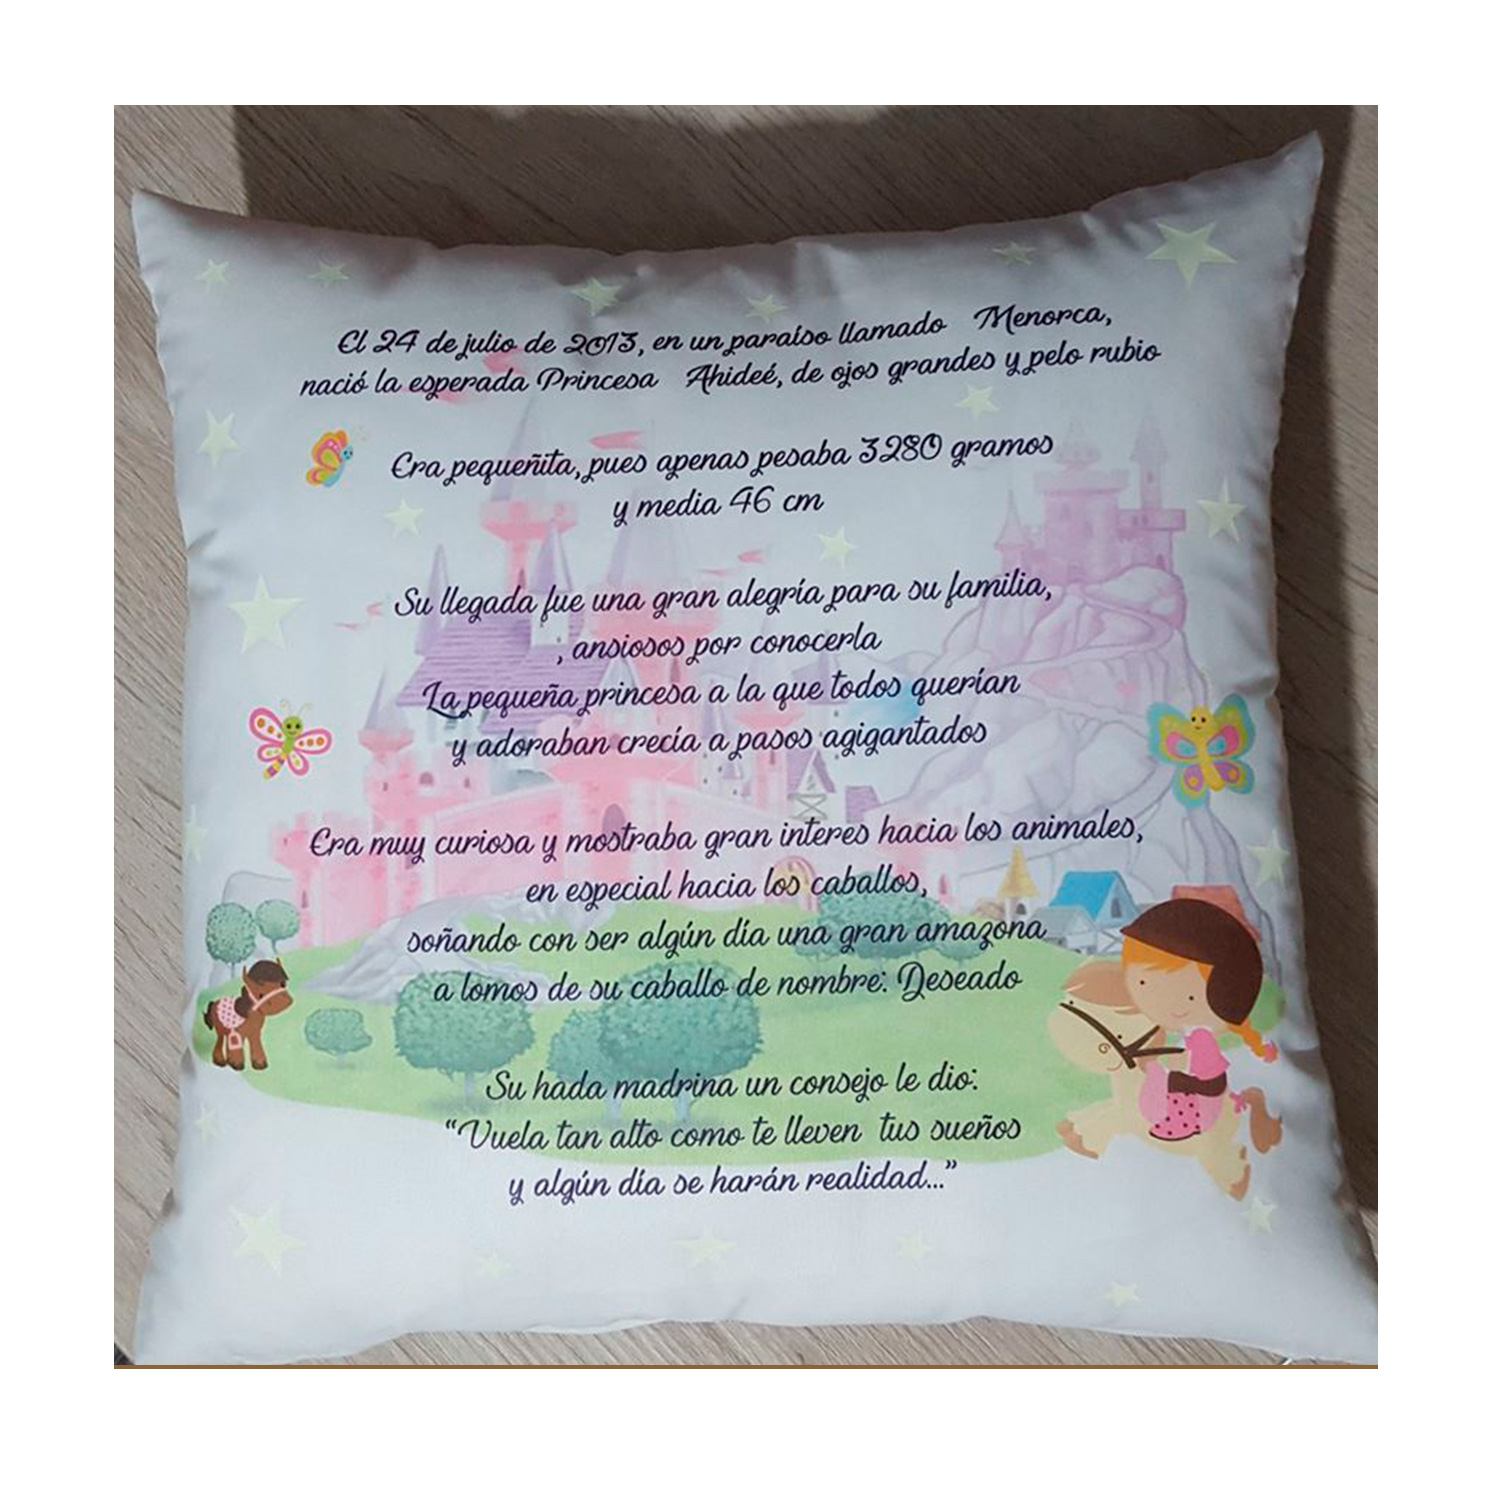 El 24 de julio de 2013, en un paraíso llamado Menorca,
nació la esperada Princesa Ahideé, de ojos grandes y pelo rubio
Era pequeñita, pues apenas pesaba 3280 gramos
y media 46 cm
Su llegada fue una gran alegría para su familia,
, ansiosos por conocerla
La pequeña princesa a la que todos querían
y adoraban crecía a pasos agigantados
Era muy curiosa y mostraba gran interes hacia los animales,
en especial hacia los caballos,
soñando con ser algún día una gran amazona
a lomos de su caballo de nombre: Deseado
Su hada madrina un consejo le dio:
“Vuela tan alto como te lleven tus sueños
y algún día se harán realidad...”